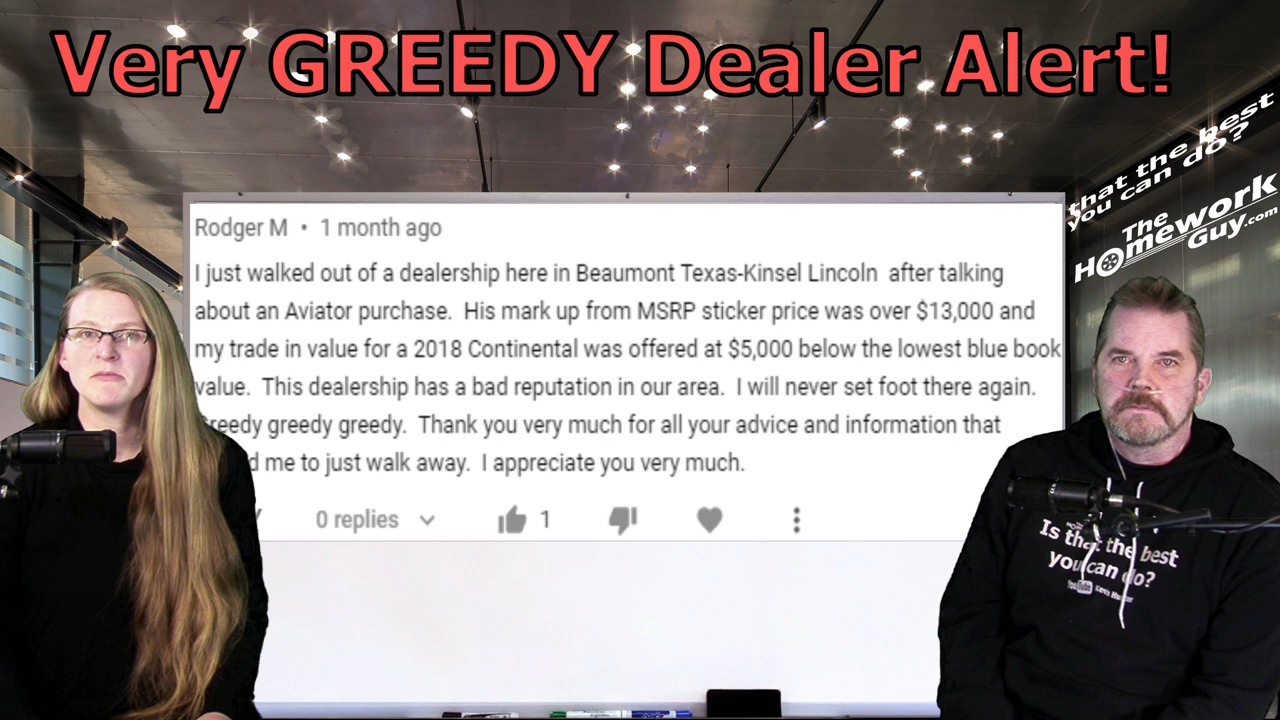 Very GREEDY Dealer Alert!
that the best
you can do?
The
Homework
Guy.com
Rodger M • 1 month ago
I just walked out of a dealership here in Beaumont Texas-Kinsel Lincoln after talking
about an Aviator purchase. His mark up from MSRP sticker price was over $13,000 and
my trade in value for a 2018 Continental was offered at $5,000 below the lowest blue book
value. This dealership has a bad reputation in our area. I will never set foot there again.
greedy greedy. Thank you very much for all your advice and information that
me to just walk away. I appreciate you very much.
0 replies
1
Is that the best
you can do?
YouTube Kevin Hunter